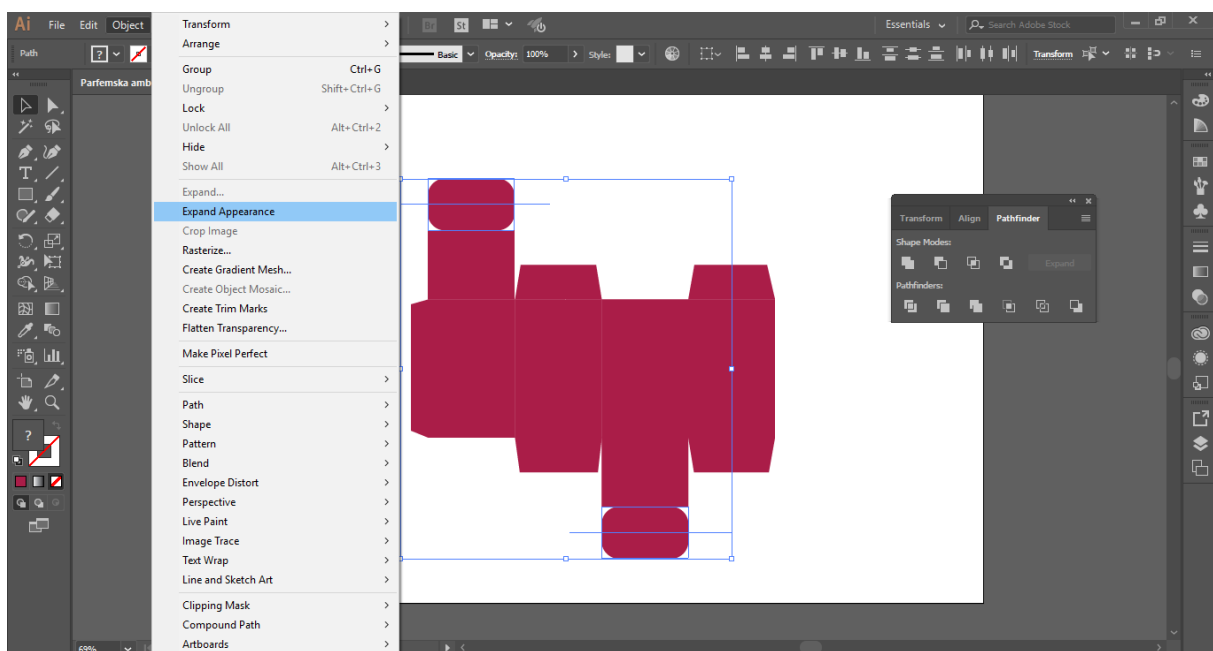 Ai File Edit Object Br St Essentials Search Adobe Stock
Path ? Basic Opacity: 100% Style: Transform
Parfemska amb
Transform
Arrange
Group Ctrl+G
Ungroup Shift+Ctrl+G
Lock
Unlock All Alt+Ctrl+2
Hide
Show All Alt+Ctrl+3
Expand...
Expand Appearance
Crop Image
Rasterize...
Create Gradient Mesh...
Create Object Mosaic...
Create Trim Marks
Flatten Transparency...
Make Pixel Perfect
Slice
Path
Shape
Pattern
Blend
Envelope Distort
Perspective
Live Paint
Image Trace
Text Wrap
Line and Sketch Art
Clipping Mask
Compound Path
Artboards
Transform Align Pathfinder
Shape Modes:
Expand
Pathfinders:
?
69%